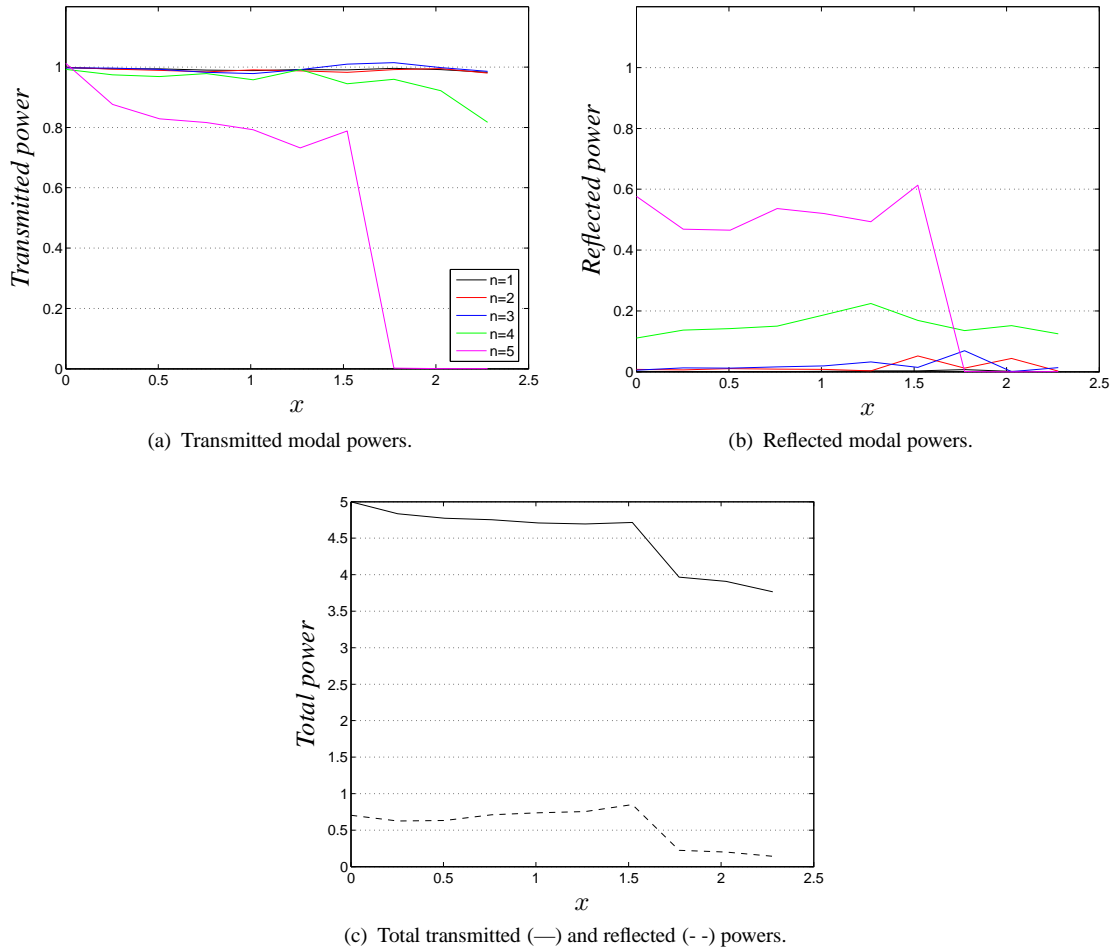 1
0.8
0.6
0.4
0.2
0
0 0.5 1 1.5 2 2.5
Transmitted power
x
n=1
n=2
n=3
n=4
n=5
(a) Transmitted modal powers.
1
0.8
0.6
0.4
0.2
0
0 0.5 1 1.5 2 2.5
Reflected power
x
(b) Reflected modal powers.
5
4.5
4
3.5
3
2.5
2
1.5
1
0.5
0
0 0.5 1 1.5 2 2.5
Total power
x
(c) Total transmitted (—) and reflected (- -) powers.